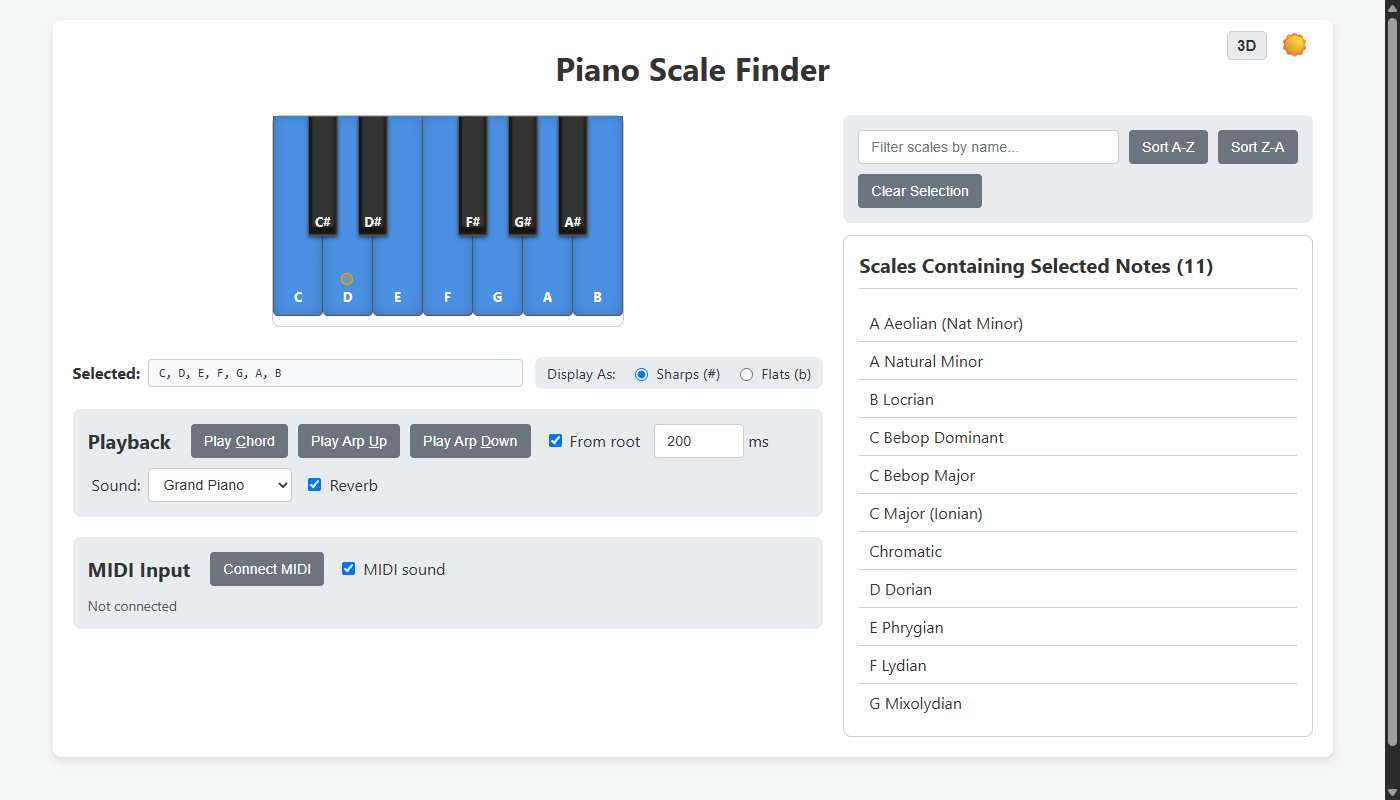 3D
Piano Scale Finder
C# D# F# G# A#
C D E F G A B
Selected: C, D, E, F, G, A, B
Display As: Sharps (#) Flats (b)
Playback Play Chord Play Arp Up Play Arp Down From root 200 ms
Sound: Grand Piano Reverb
MIDI Input Connect MIDI MIDI sound
Not connected
Filter scales by name... Sort A-Z Sort Z-A
Clear Selection
Scales Containing Selected Notes (11)
A Aeolian (Nat Minor)
A Natural Minor
B Locrian
C Bebop Dominant
C Bebop Major
C Major (Ionian)
Chromatic
D Dorian
E Phrygian
F Lydian
G Mixolydian